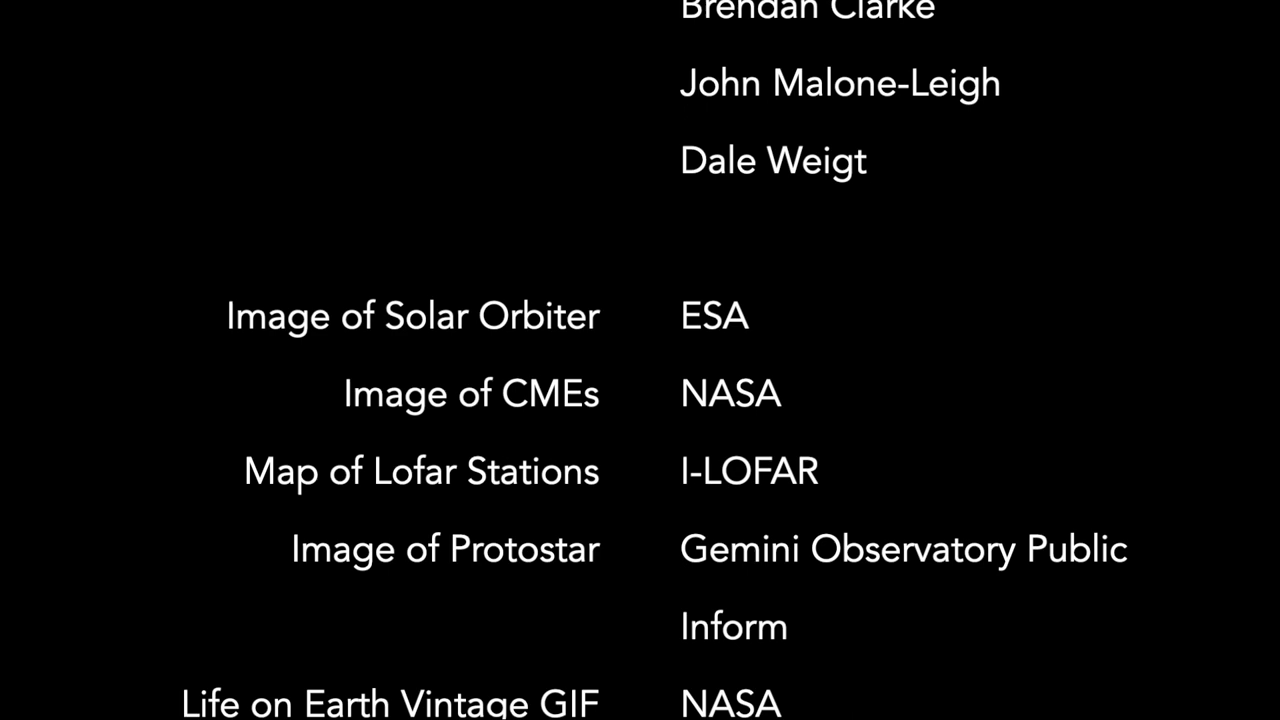 Brendan Clarke
John Malone-Leigh
Dale Weigt
Image of Solar Orbiter ESA
Image of CMEs NASA
Map of Lofar Stations I-LOFAR
Image of Protostar Gemini Observatory Public
Inform
Life on Earth Vintage GIF NASA